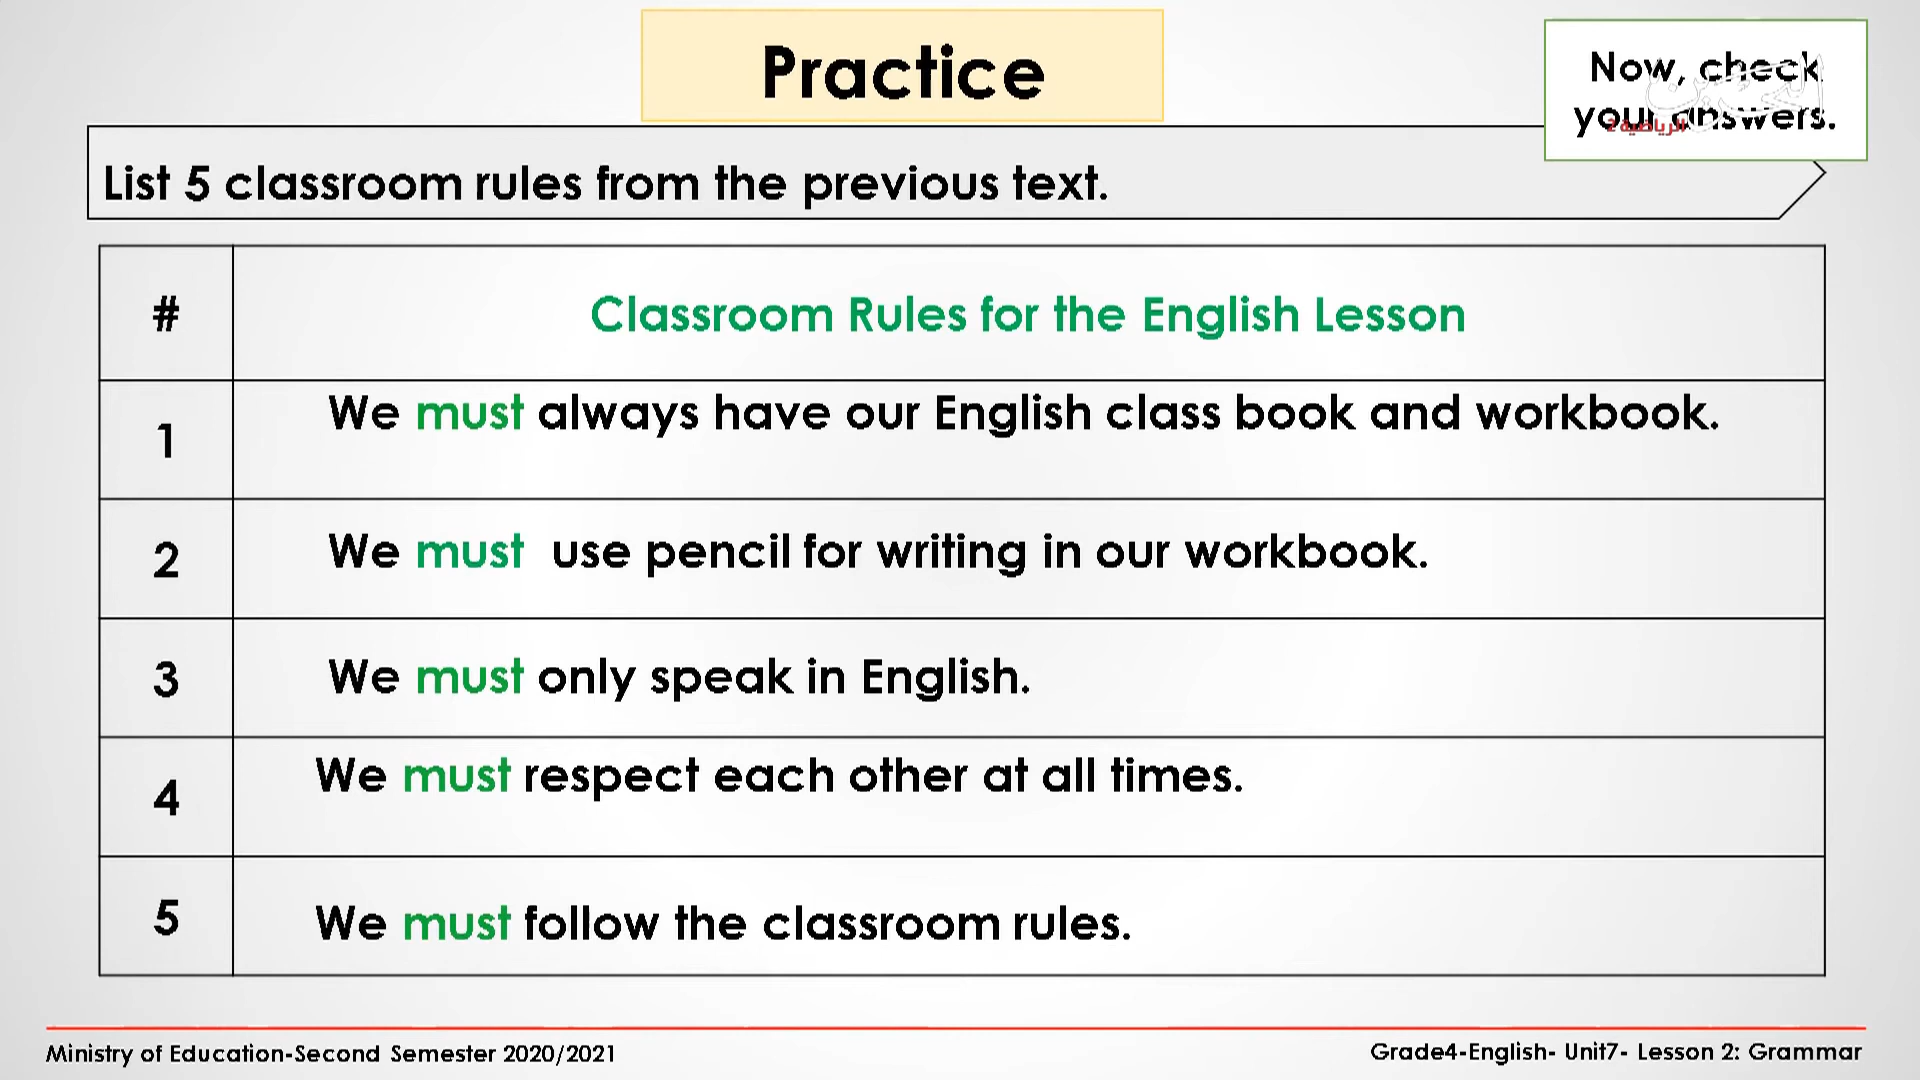 Practice
Now, check
your answers.
البحرين
الرياضية 2
List 5 classroom rules from the previous text.
# Classroom Rules for the English Lesson
1 We must always have our English class book and workbook.
2 We must use pencil for writing in our workbook.
3 We must only speak in English.
4 We must respect each other at all times.
5 We must follow the classroom rules.
Ministry of Education-Second Semester 2020/2021
Grade4-English- Unit7- Lesson 2: Grammar